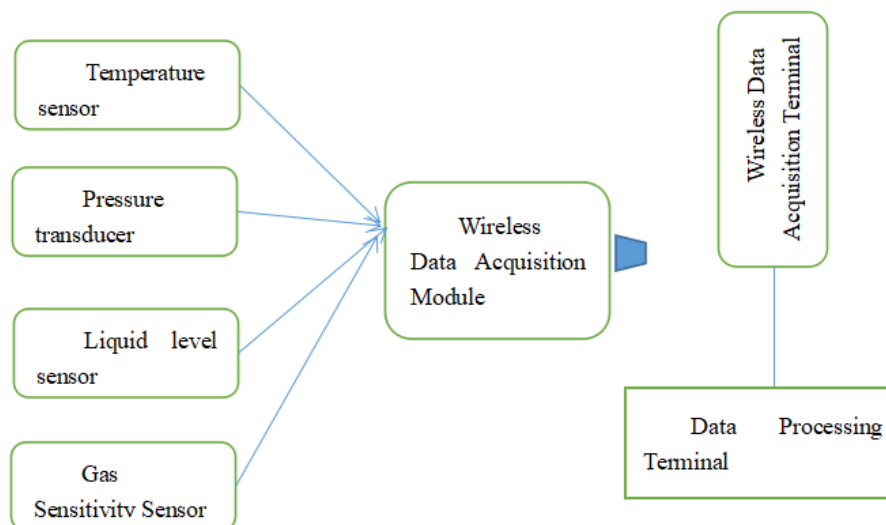 Temperature
sensor
Pressure
transducer
Liquid level
sensor
Gas
Sensitivity Sensor
Wireless
Data Acquisition
Module
Wireless Data
Acquisition Terminal
Data Processing
Terminal